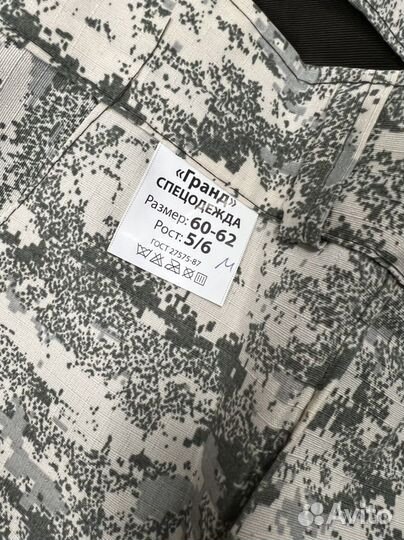 «Гранд»
СПЕЦОДЕЖДА
Размер: 60-62
Рост: 5/6
ГОСТ 27575-87
м
Avito